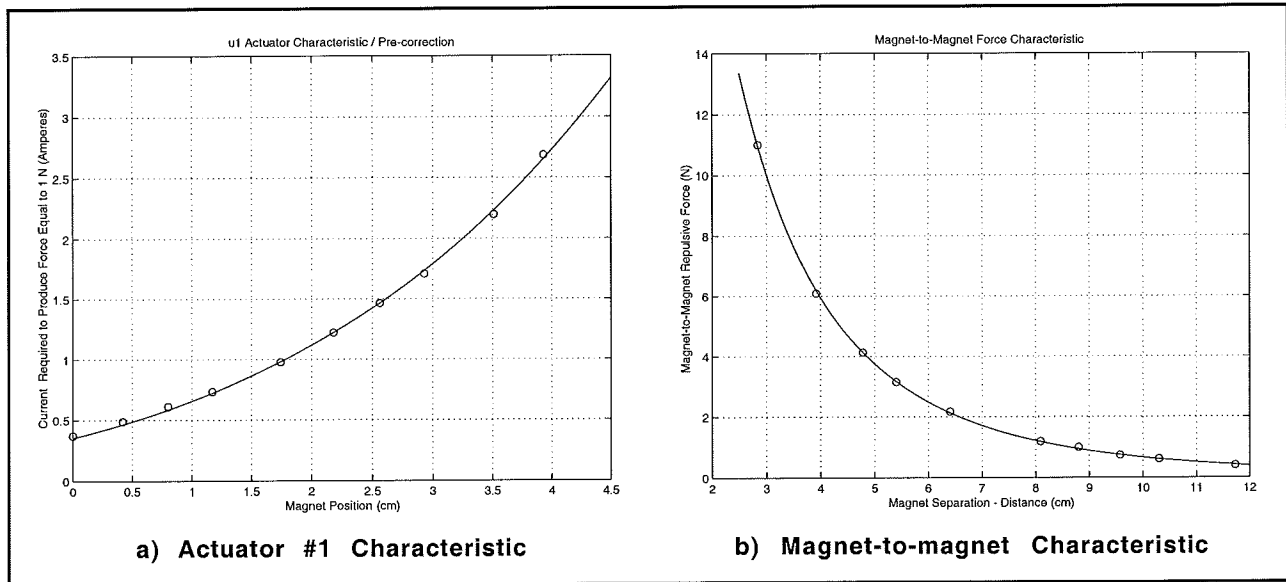 u1 Actuator Characteristic / Pre-correction
Current Required to Produce Force Equal to 1 N (Amperes)
3.5
3
2.5
2
1.5
1
0.5
0
0 0.5 1 1.5 2 2.5 3 3.5 4 4.5
Magnet Position (cm)
a) Actuator #1 Characteristic
Magnet-to-Magnet Force Characteristic
Magnet-to-Magnet Repulsive Force (N)
14
12
10
8
6
4
2
0
2 3 4 5 6 7 8 9 10 11 12
Magnet Separation - Distance (cm)
b) Magnet-to-magnet Characteristic